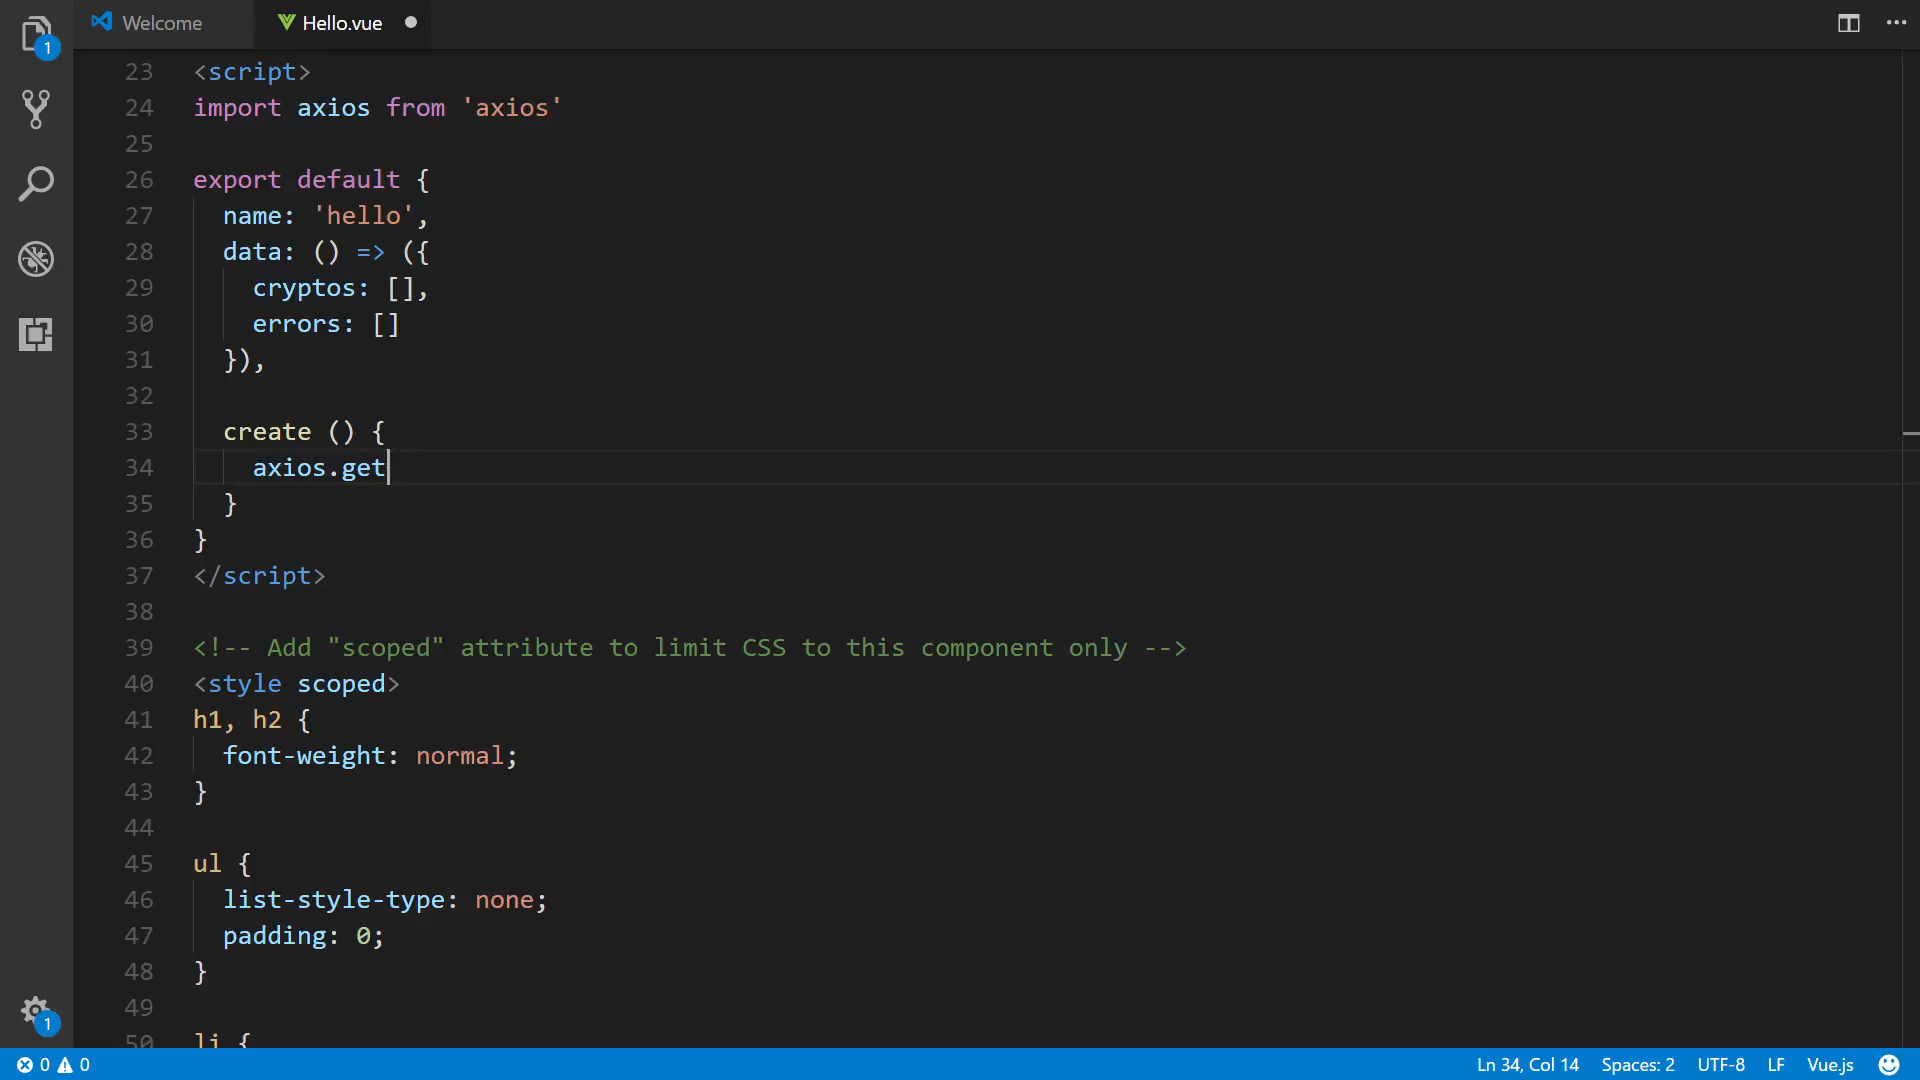 1
Welcome
Hello.vue
23 <script>
24 import axios from 'axios'
25
26 export default {
27 name: 'hello',
28 data: () => ({
29 cryptos: [],
30 errors: []
31 }),
32
33 create () {
34 axios.get
35 }
36 }
37 </script>
38
39 <!-- Add "scoped" attribute to limit CSS to this component only -->
40 <style scoped>
41 h1, h2 {
42 font-weight: normal;
43 }
44
45 ul {
46 list-style-type: none;
47 padding: 0;
48 }
49
50 li {
1
0 0 Ln 34, Col 14 Spaces: 2 UTF-8 LF Vue.js